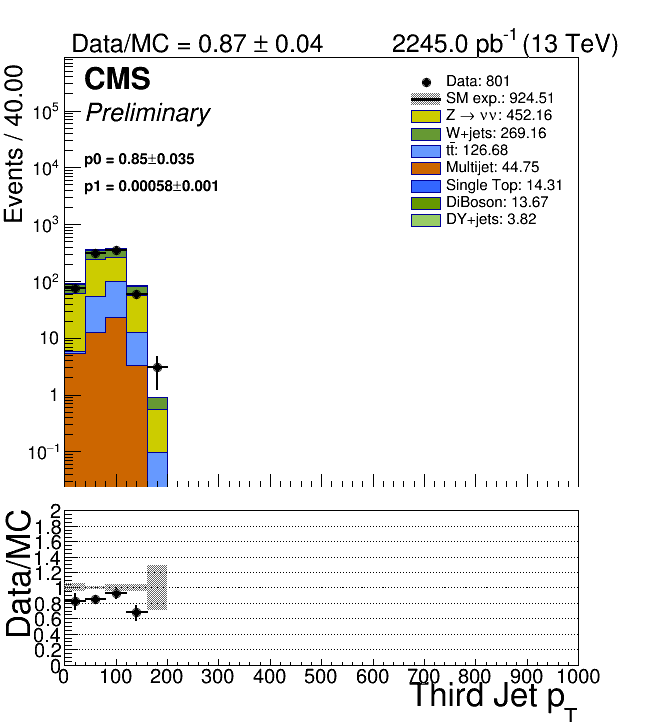 Data/MC = 0.87 ± 0.04
2245.0 pb⁻¹ (13 TeV)
CMS
Preliminary
p0 = 0.85±0.035
p1 = 0.00058±0.001
Data: 801
SM exp.: 924.51
Z → νν: 452.16
W+jets: 269.16
tt̄: 126.68
Multijet: 44.75
Single Top: 14.31
DiBoson: 13.67
DY+jets: 3.82
Events / 40.00
10⁵
10⁴
10³
10²
10
1
10⁻¹
Data/MC
2
1.8
1.6
1.4
1.2
1
0.8
0.6
0.4
0.2
0
0 100 200 300 400 500 600 700 800 900 1000
Third Jet p_T